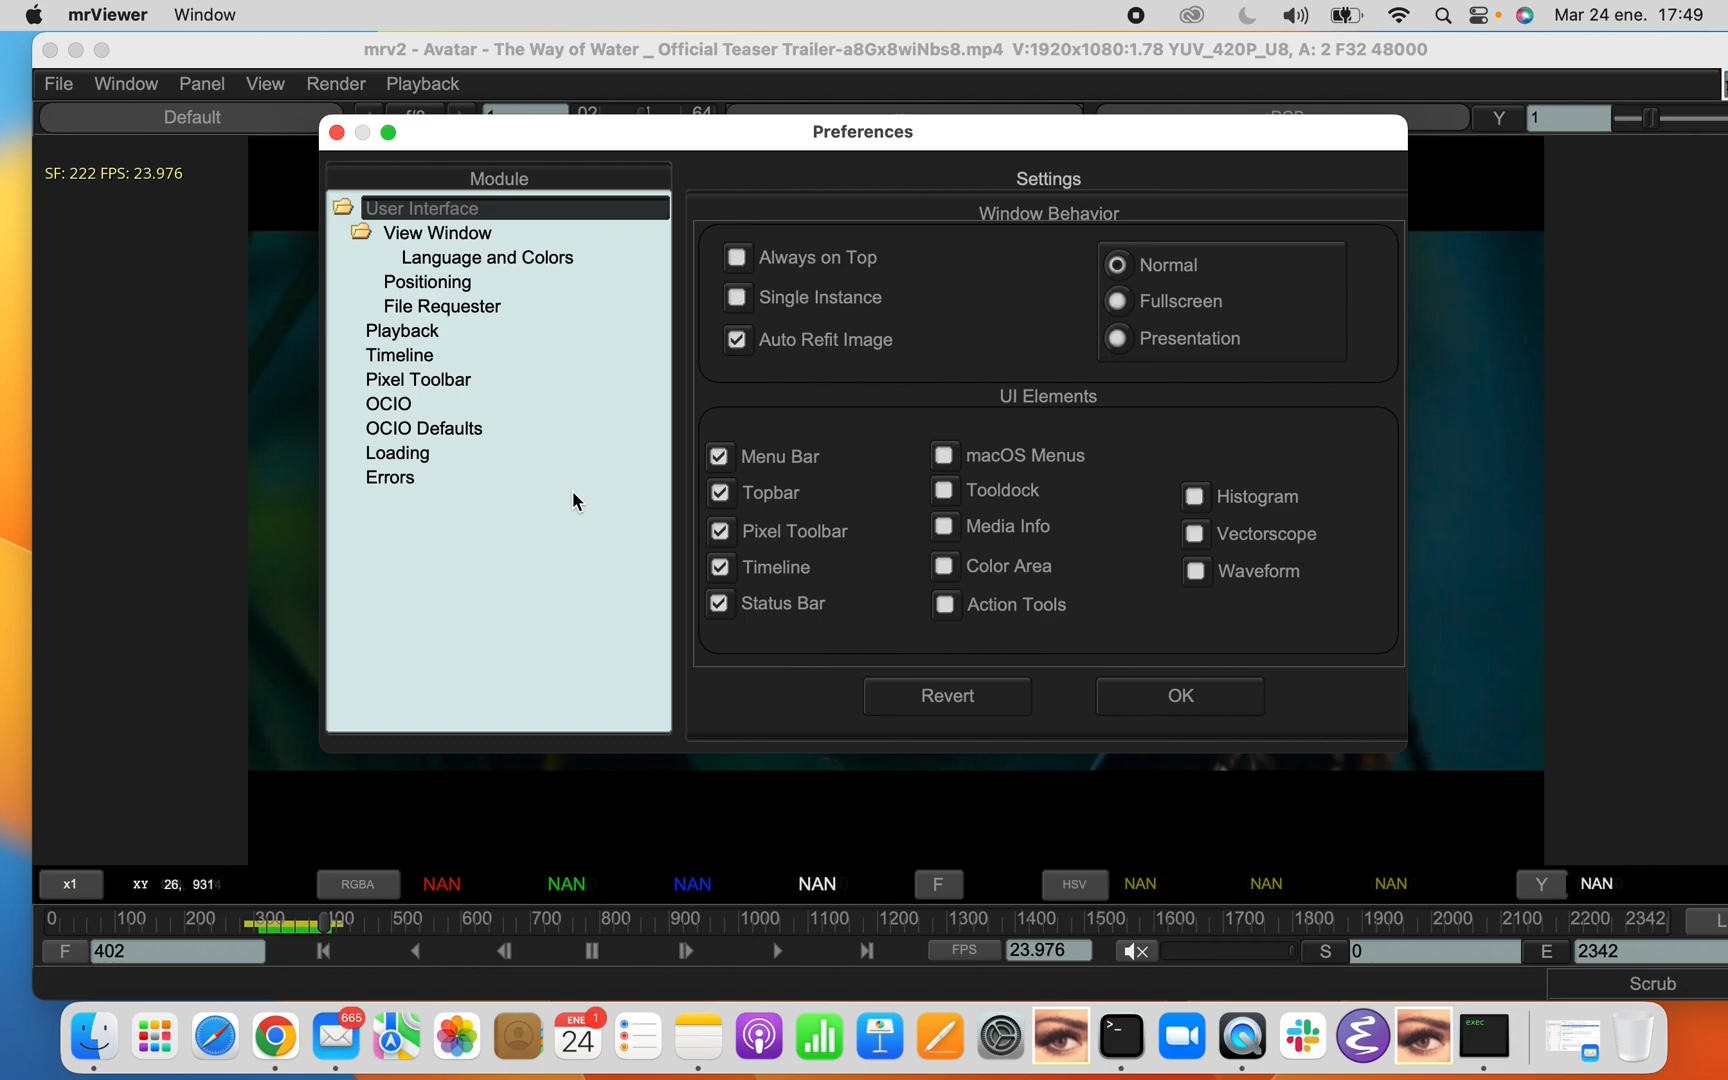 mrViewer Window Mar 24 ene. 17:49
mrv2 - Avatar - The Way of Water _ Official Teaser Trailer-a8Gx8wiNbs8.mp4 V:1920x1080:1.78 YUV_420P_U8, A: 2 F32 48000
File Window Panel View Render Playback
Default Y 1
Preferences
SF: 222 FPS: 23.976
Module
User Interface
View Window
Language and Colors
Positioning
File Requester
Playback
Timeline
Pixel Toolbar
OCIO
OCIO Defaults
Loading
Errors
Settings
Window Behavior
Always on Top
Single Instance
Auto Refit Image
Normal
Fullscreen
Presentation
UI Elements
Menu Bar
Topbar
Pixel Toolbar
Timeline
Status Bar
macOS Menus
Tooldock
Media Info
Color Area
Action Tools
Histogram
Vectorscope
Waveform
Revert OK
x1 XY 26, 931 RGBA NAN NAN NAN NAN F HSV NAN NAN NAN Y NAN
0 100 200 300 400 500 600 700 800 900 1000 1100 1200 1300 1400 1500 1600 1700 1800 1900 2000 2100 2200 2342 L
F 402 FPS 23.976 S 0 E 2342
Scrub
665 ENE 1 24 exec